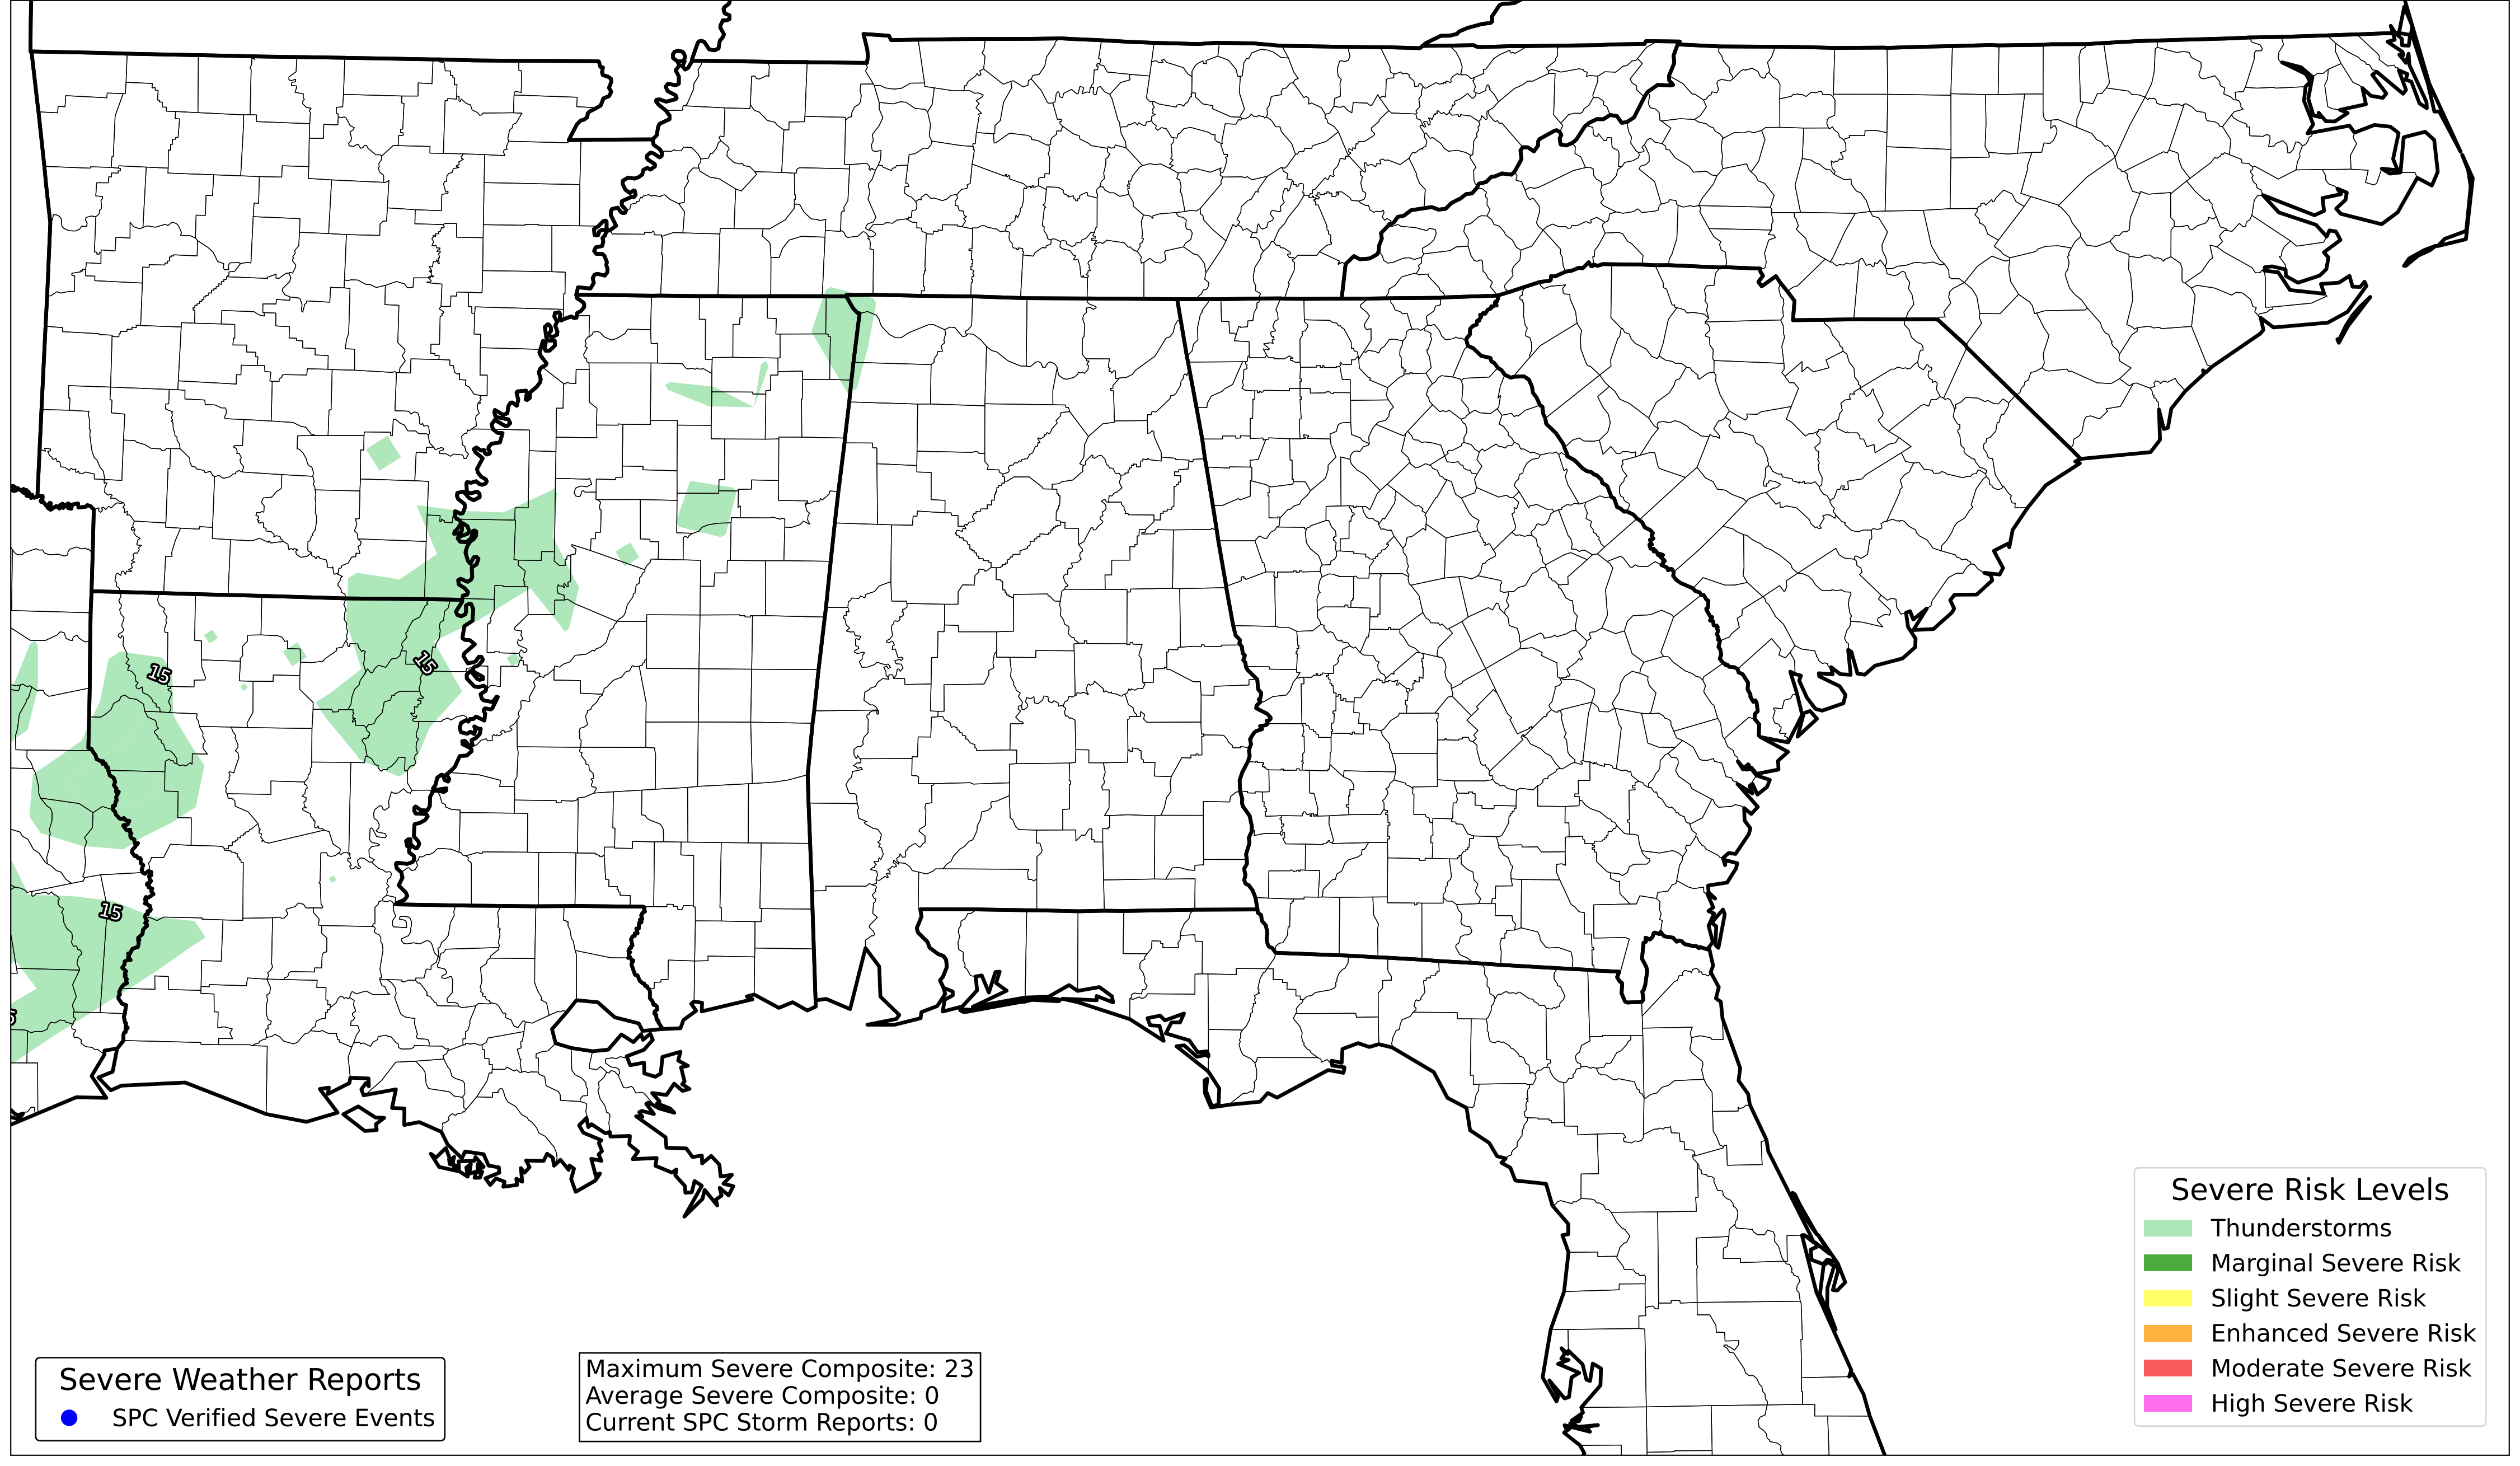 15
15
15
5
Severe Risk Levels
Thunderstorms
Marginal Severe Risk
Slight Severe Risk
Enhanced Severe Risk
Moderate Severe Risk
High Severe Risk
Severe Weather Reports
SPC Verified Severe Events
Maximum Severe Composite: 23
Average Severe Composite: 0
Current SPC Storm Reports: 0